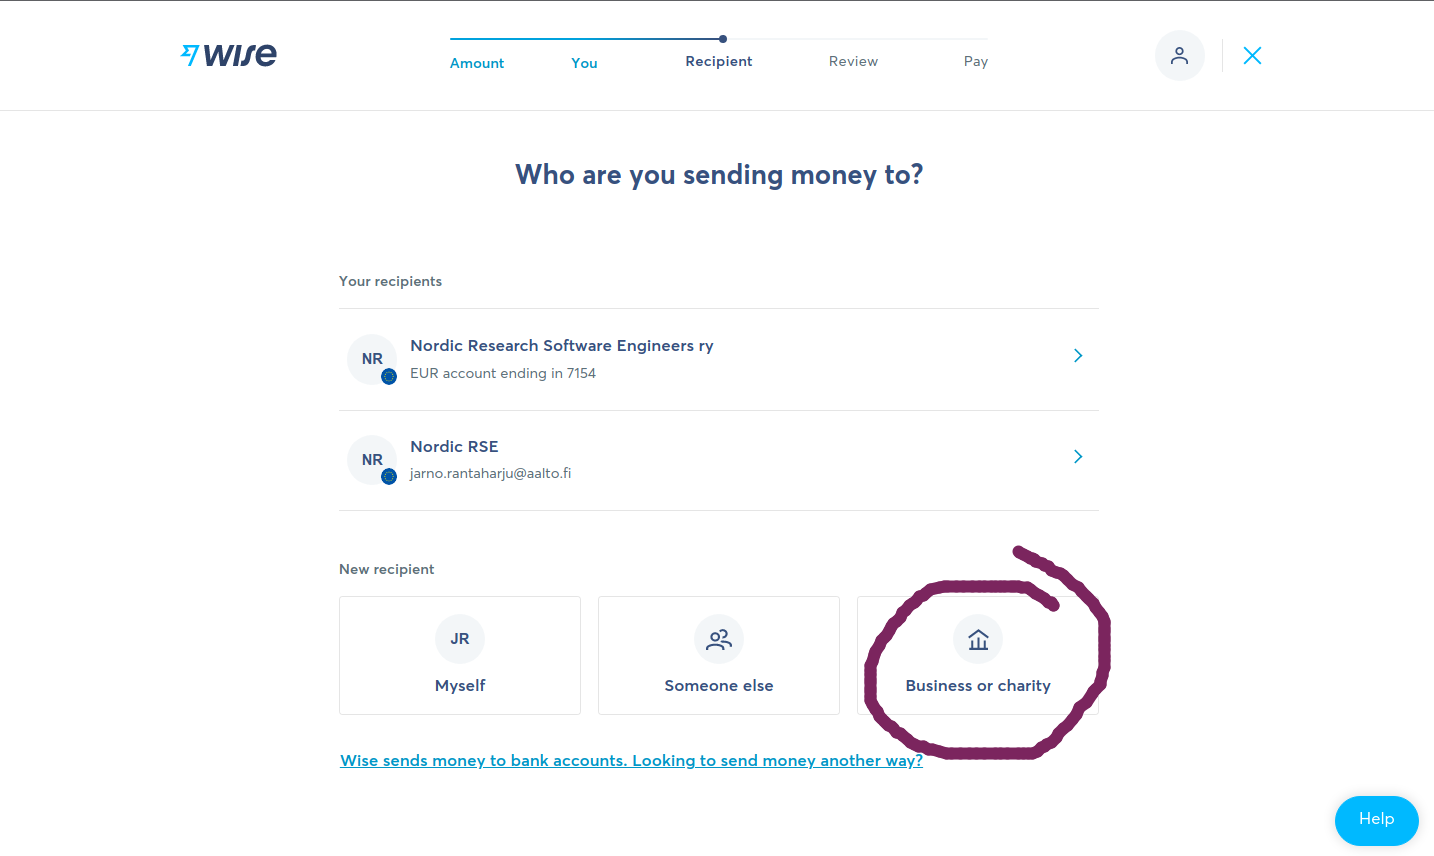 wise
Amount You Recipient Review Pay
Who are you sending money to?
Your recipients
NR
Nordic Research Software Engineers ry
EUR account ending in 7154
NR
Nordic RSE
jarno.rantaharju@aalto.fi
New recipient
JR
Myself
Someone else
Business or charity
Wise sends money to bank accounts. Looking to send money another way?
Help